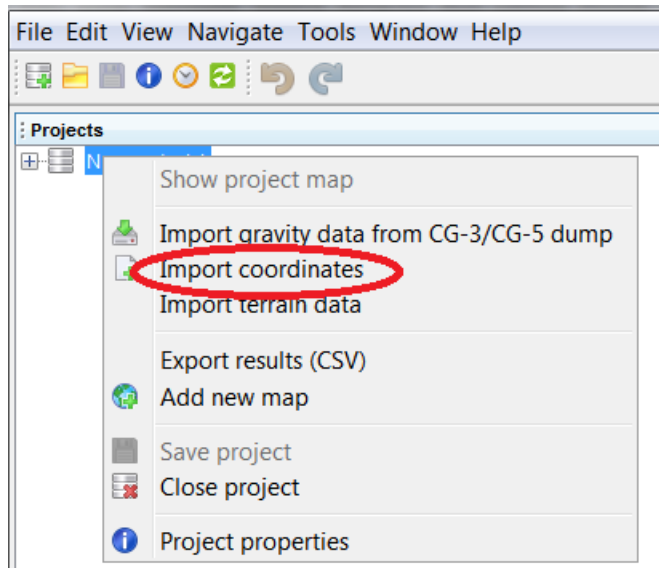 File Edit View Navigate Tools Window Help
Projects
Show project map
Import gravity data from CG-3/CG-5 dump
Import coordinates
Import terrain data
Export results (CSV)
Add new map
Save project
Close project
Project properties